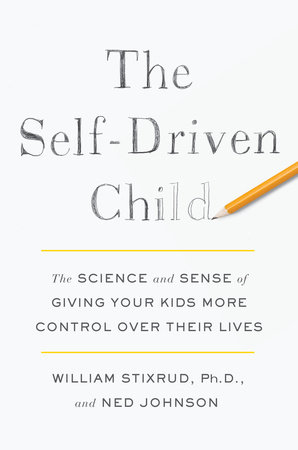 The
Self-Driven
Child
The SCIENCE and SENSE of
GIVING YOUR KIDS MORE
CONTROL OVER THEIR LIVES
WILLIAM STIXRUD, Ph.D.,
and NED JOHNSON